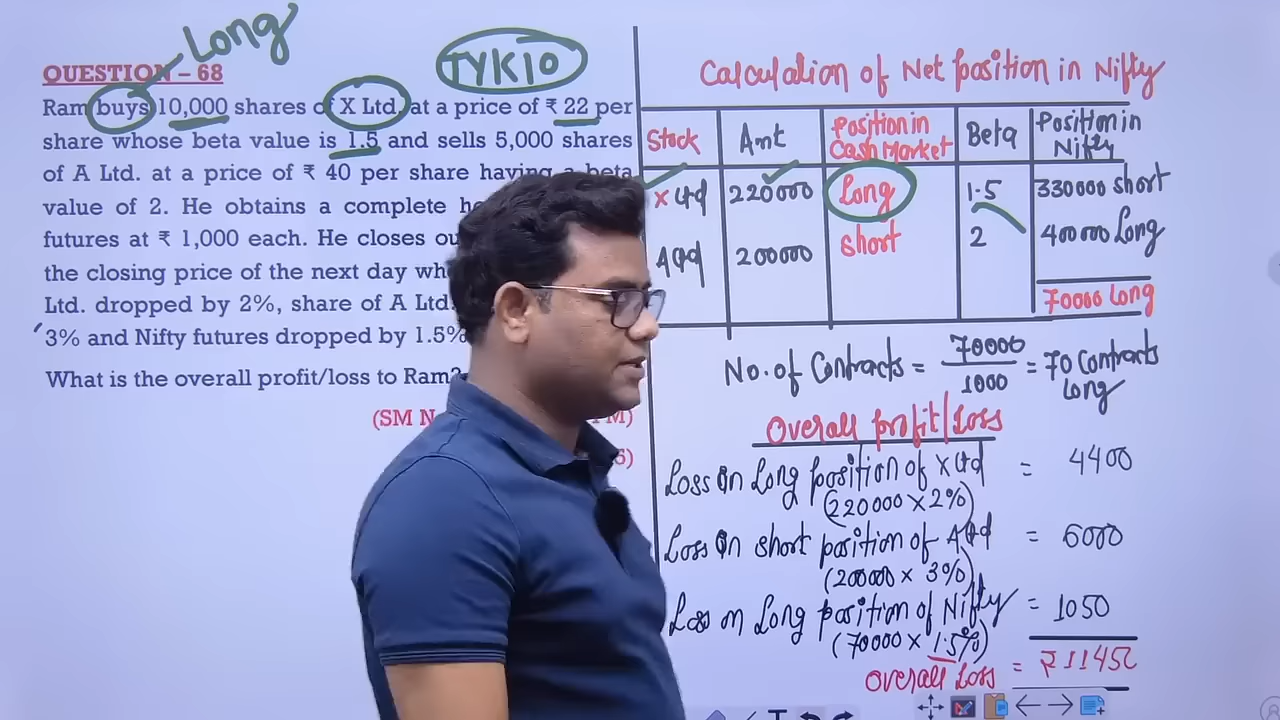 Long
TYK10
QUESTION – 68
Ram buys 10,000 shares of X Ltd. at a price of ₹ 22 per
share whose beta value is 1.5 and sells 5,000 shares
of A Ltd. at a price of ₹ 40 per share having a beta
value of 2. He obtains a complete
futures at ₹ 1,000 each. He closes
the closing price of the next day
Ltd. dropped by 2%, share of A Ltd.
3% and Nifty futures dropped by 1.5%
What is the overall profit/loss to Ram?
(SM
Calculation of Net position in Nifty
Stock Amt Position in Cash Market Beta Position in Nifty
X Ltd 220000 Long 1.5 330000 short
A Ltd 200000 short 2 400000 Long
70000 Long
No. of Contracts = 70000/1000 = 70 Contracts Long
Overall profit/Loss
Loss on Long position of X Ltd = 4400
(220000 × 2%)
Loss on short position of A Ltd = 6000
(200000 × 3%)
Loss on Long position of Nifty = 1050
(70000 × 1.5%)
Overall Loss = ₹11450